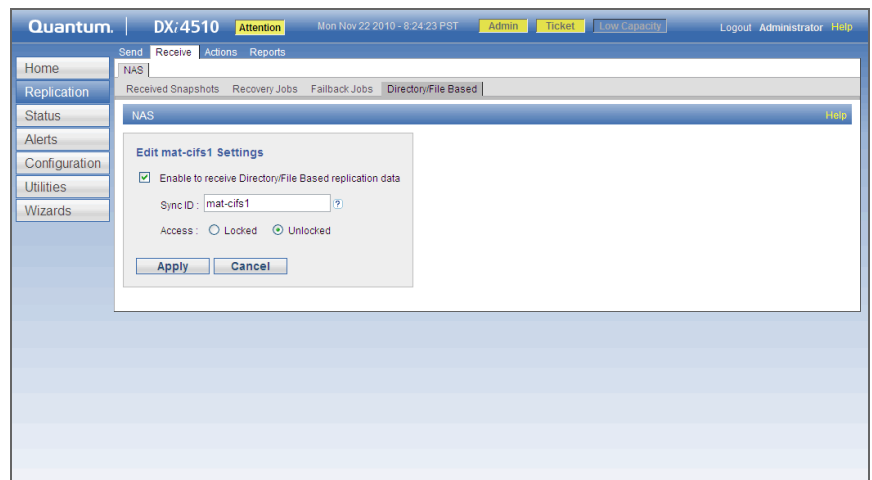 Quantum. | DXi4510 Attention Mon Nov 22 2010 - 8:24:23 PST Admin Ticket Low Capacity Logout Administrator Help
Send Receive Actions Reports
Home
NAS
Replication
Received Snapshots Recovery Jobs Failback Jobs Directory/File Based
Status
NAS Help
Alerts
Configuration
Utilities
Wizards
Edit mat-cifs1 Settings
Enable to receive Directory/File Based replication data
Sync ID : mat-cifs1 ?
Access : Locked Unlocked
Apply Cancel